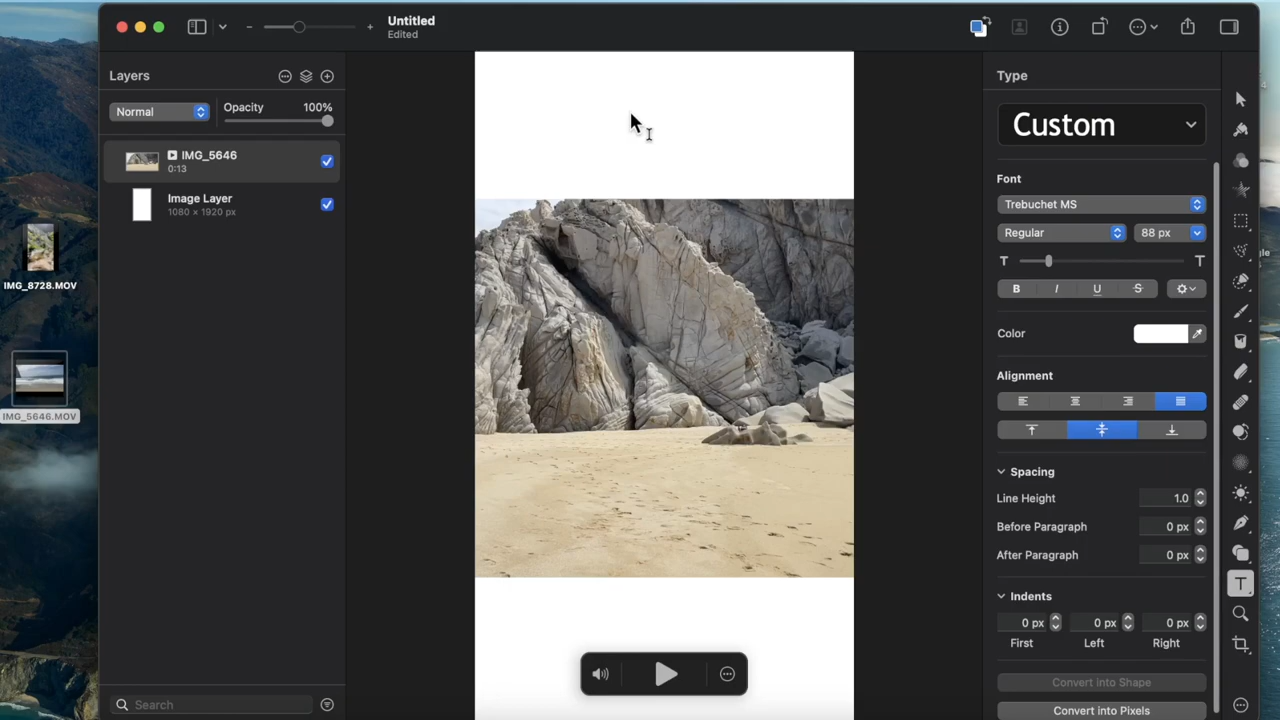 Untitled
Edited
Layers
Normal
Opacity 100%
IMG_5646
0:13
Image Layer
1080 × 1920 px
Search
IMG_8728.MOV
IMG_5646.MOV
Type
Custom
Font
Trebuchet MS
Regular 88 px
T T
B I U S
Color
Alignment
Spacing
Line Height 1.0
Before Paragraph 0 px
After Paragraph 0 px
Indents
0 px 0 px 0 px
First Left Right
Convert into Shape
Convert into Pixels
T